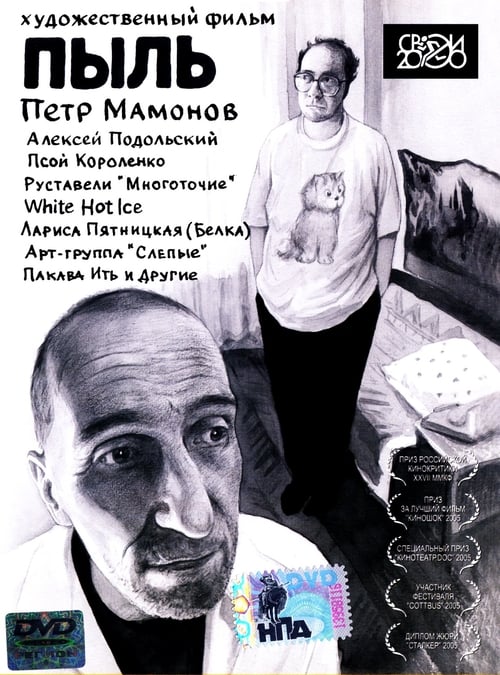 художественный фильм
ПЫЛЬ
Петр Мамонов
Алексей Подольский
Псой Короленко
Руставели "Многоточие"
White Hot Ice
Лариса Пятницкая (Белка)
Арт-группа "Слепые"
Пакава Ить и другие
ПРИЗ РОССИЙСКОЙ
КИНОКРИТИКИ
XXVII ММКФ
ПРИЗ
ЗА ЛУЧШИЙ ФИЛЬМ
"КИНОШОК" 2005
СПЕЦИАЛЬНЫЙ ПРИЗ
"КИНОТЕАТР.DOC" 2005
УЧАСТНИК
ФЕСТИВАЛЯ
"COTTBUS" 2005
ДИПЛОМ ЖЮРИ
"СТАЛКЕР" 2005
DVD
DVD
НПД